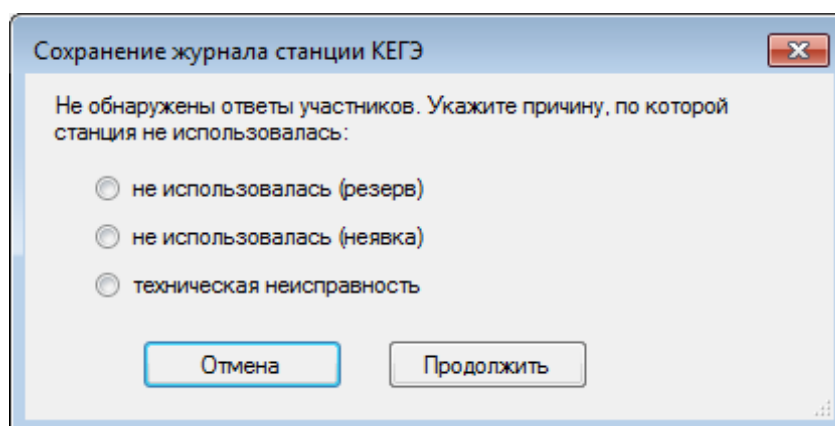 Сохранение журнала станции КЕГЭ
Не обнаружены ответы участников. Укажите причину, по которой
станция не использовалась:
не использовалась (резерв)
не использовалась (неявка)
техническая неисправность
Отмена
Продолжить